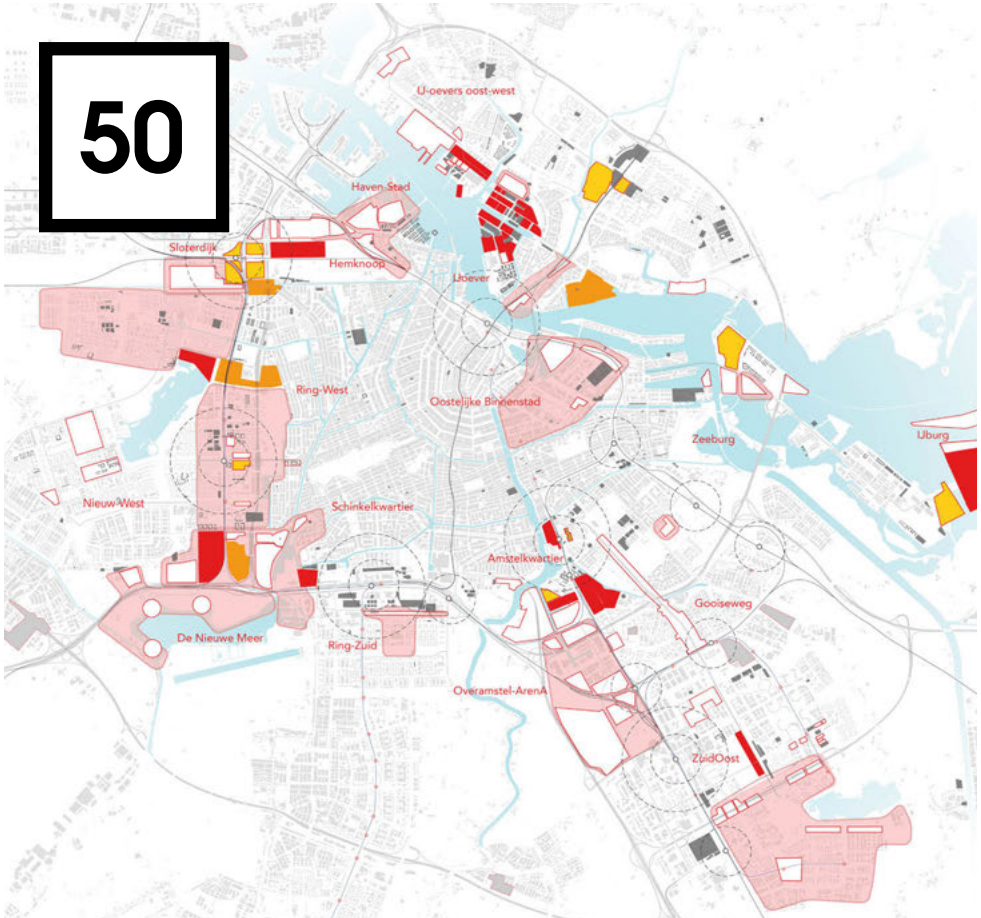 50
IJ-oevers oost-west
Haven-Stad
Sloterdijk
Hemknoop
IJoever
Ring-West
Oostelijke Binnenstad
Zeeburg
IJburg
Nieuw-West
Schinkelkwartier
Amstelkwartier
Gooiseweg
De Nieuwe Meer
Ring-Zuid
Overamstel-ArenA
ZuidOost